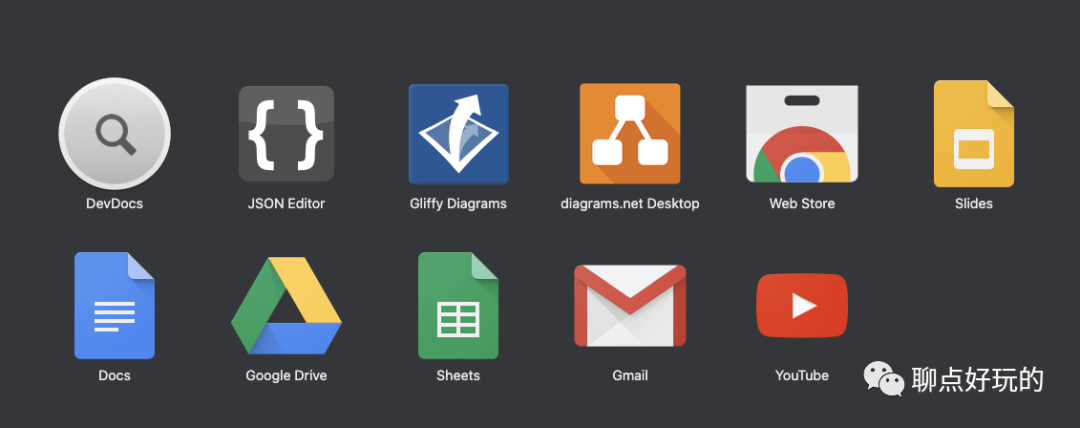 DevDocs
JSON Editor
Gliffy Diagrams
diagrams.net Desktop
Web Store
Slides
Docs
Google Drive
Sheets
Gmail
YouTube
聊点好玩的